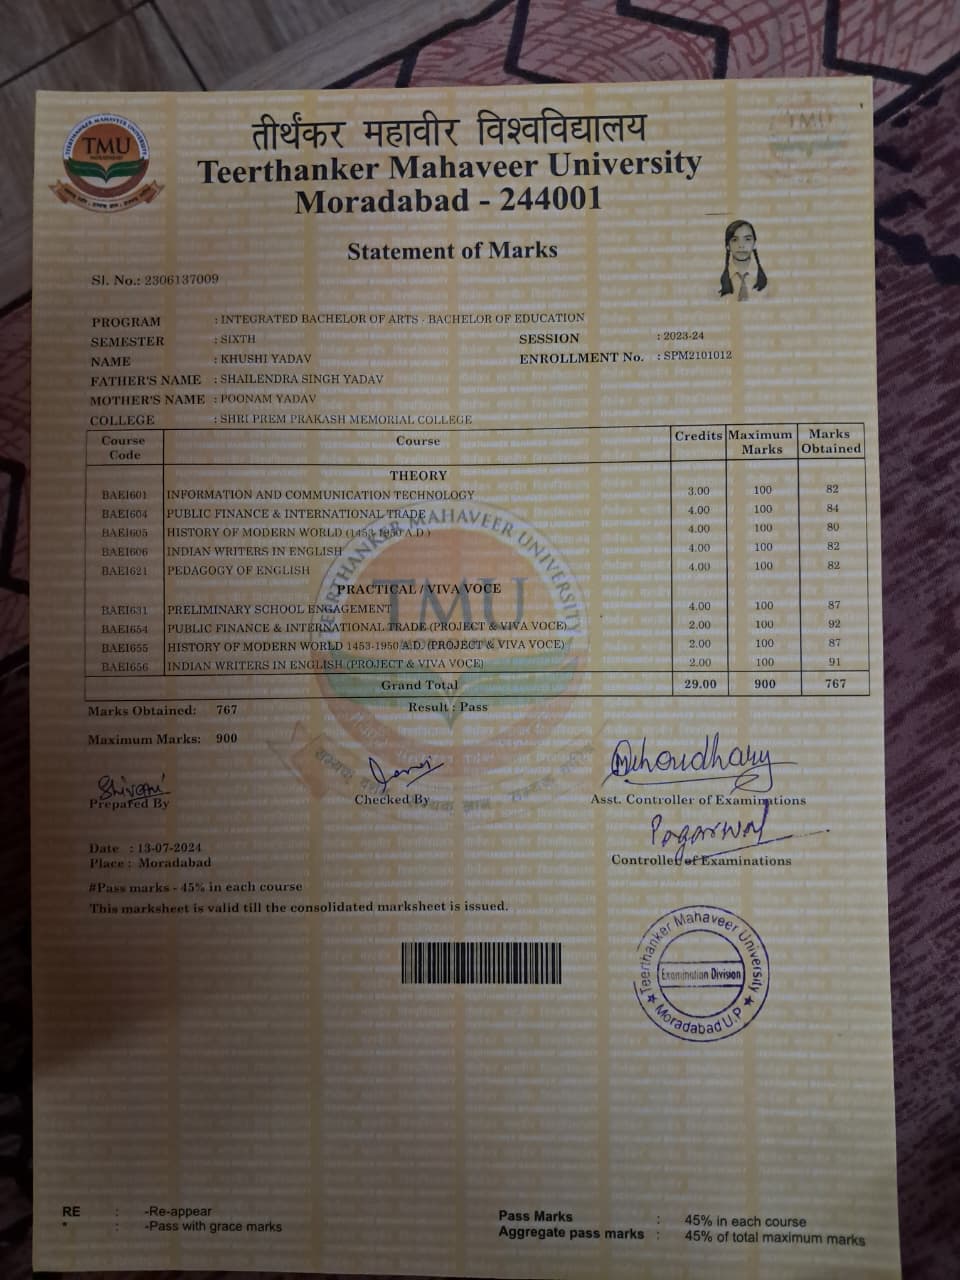 तीर्थंकर महावीर विश्वविद्यालय
TMU
Teerthanker Mahaveer University
Moradabad - 244001
Statement of Marks
Sl. No.: 2306137009
PROGRAM : INTEGRATED BACHELOR OF ARTS - BACHELOR OF EDUCATION
SEMESTER : SIXTH SESSION : 2023-24
NAME : KHUSHI YADAV ENROLLMENT No. : SPM2101012
FATHER'S NAME : SHAILENDRA SINGH YADAV
MOTHER'S NAME : POONAM YADAV
COLLEGE : SHRI PREM PRAKASH MEMORIAL COLLEGE
Course Code Course Credits Maximum Marks Marks Obtained
THEORY
BAEI601 INFORMATION AND COMMUNICATION TECHNOLOGY 3.00 100 82
BAEI604 PUBLIC FINANCE & INTERNATIONAL TRADE 4.00 100 84
BAEI605 HISTORY OF MODERN WORLD (1453-1950 A.D.) 4.00 100 80
BAEI606 INDIAN WRITERS IN ENGLISH 4.00 100 82
BAEI621 PEDAGOGY OF ENGLISH 4.00 100 82
PRACTICAL / VIVA VOCE
BAEI631 PRELIMINARY SCHOOL ENGAGEMENT 4.00 100 87
BAEI654 PUBLIC FINANCE & INTERNATIONAL TRADE (PROJECT & VIVA VOCE) 2.00 100 92
BAEI655 HISTORY OF MODERN WORLD 1453-1950 A.D. (PROJECT & VIVA VOCE) 2.00 100 87
BAEI656 INDIAN WRITERS IN ENGLISH (PROJECT & VIVA VOCE) 2.00 100 91
Grand Total 29.00 900 767
Marks Obtained: 767 Result : Pass
Maximum Marks: 900
TEERTHANKER MAHAVEER UNIVERSITY
TMU
Shivani
Prepared By Checked By Asst. Controller of Examinations
Controller of Examinations
Date : 13-07-2024
Place : Moradabad
#Pass marks - 45% in each course
This marksheet is valid till the consolidated marksheet is issued.
Teerthanker Mahaveer University
Examination Division
Moradabad U.P.
RE : -Re-appear
* : -Pass with grace marks
Pass Marks : 45% in each course
Aggregate pass marks : 45% of total maximum marks